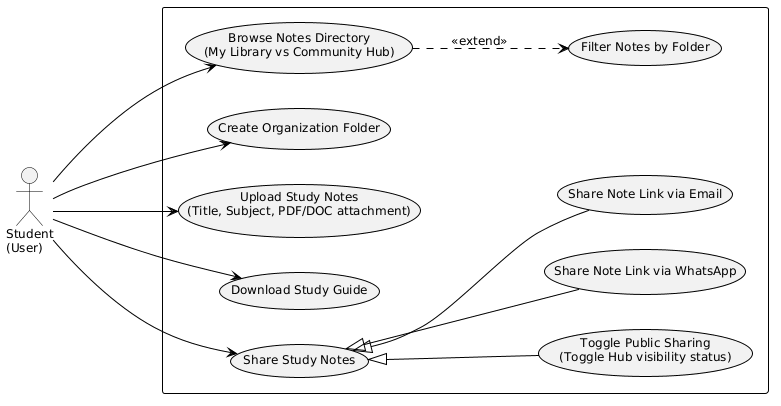 Browse Notes Directory
(My Library vs Community Hub)
«extend»
Filter Notes by Folder
Create Organization Folder
Student
(User)
Upload Study Notes
(Title, Subject, PDF/DOC attachment)
Share Note Link via Email
Download Study Guide
Share Note Link via WhatsApp
Share Study Notes
Toggle Public Sharing
(Toggle Hub visibility status)